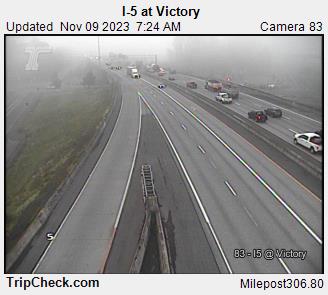 I-5 at Victory
Updated Nov 09 2023 7:24 AM Camera 83
83 - I5 @ Victory
TripCheck.com Milepost306.80